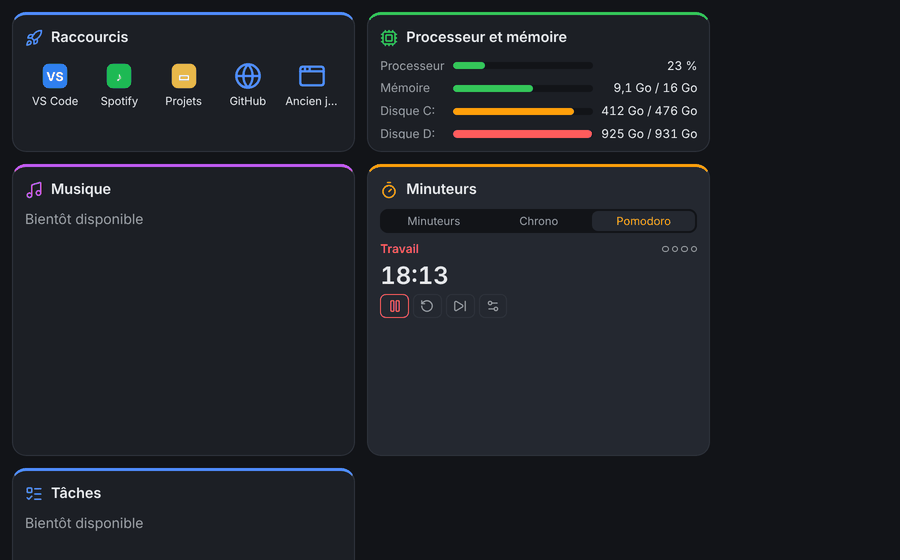 Raccourcis
VS
♪
VS Code
Spotify
Projets
GitHub
Ancien j...
Processeur et mémoire
Processeur 23 %
Mémoire 9,1 Go / 16 Go
Disque C: 412 Go / 476 Go
Disque D: 925 Go / 931 Go
Musique
Bientôt disponible
Minuteurs
Minuteurs Chrono Pomodoro
Travail
18:13
Tâches
Bientôt disponible